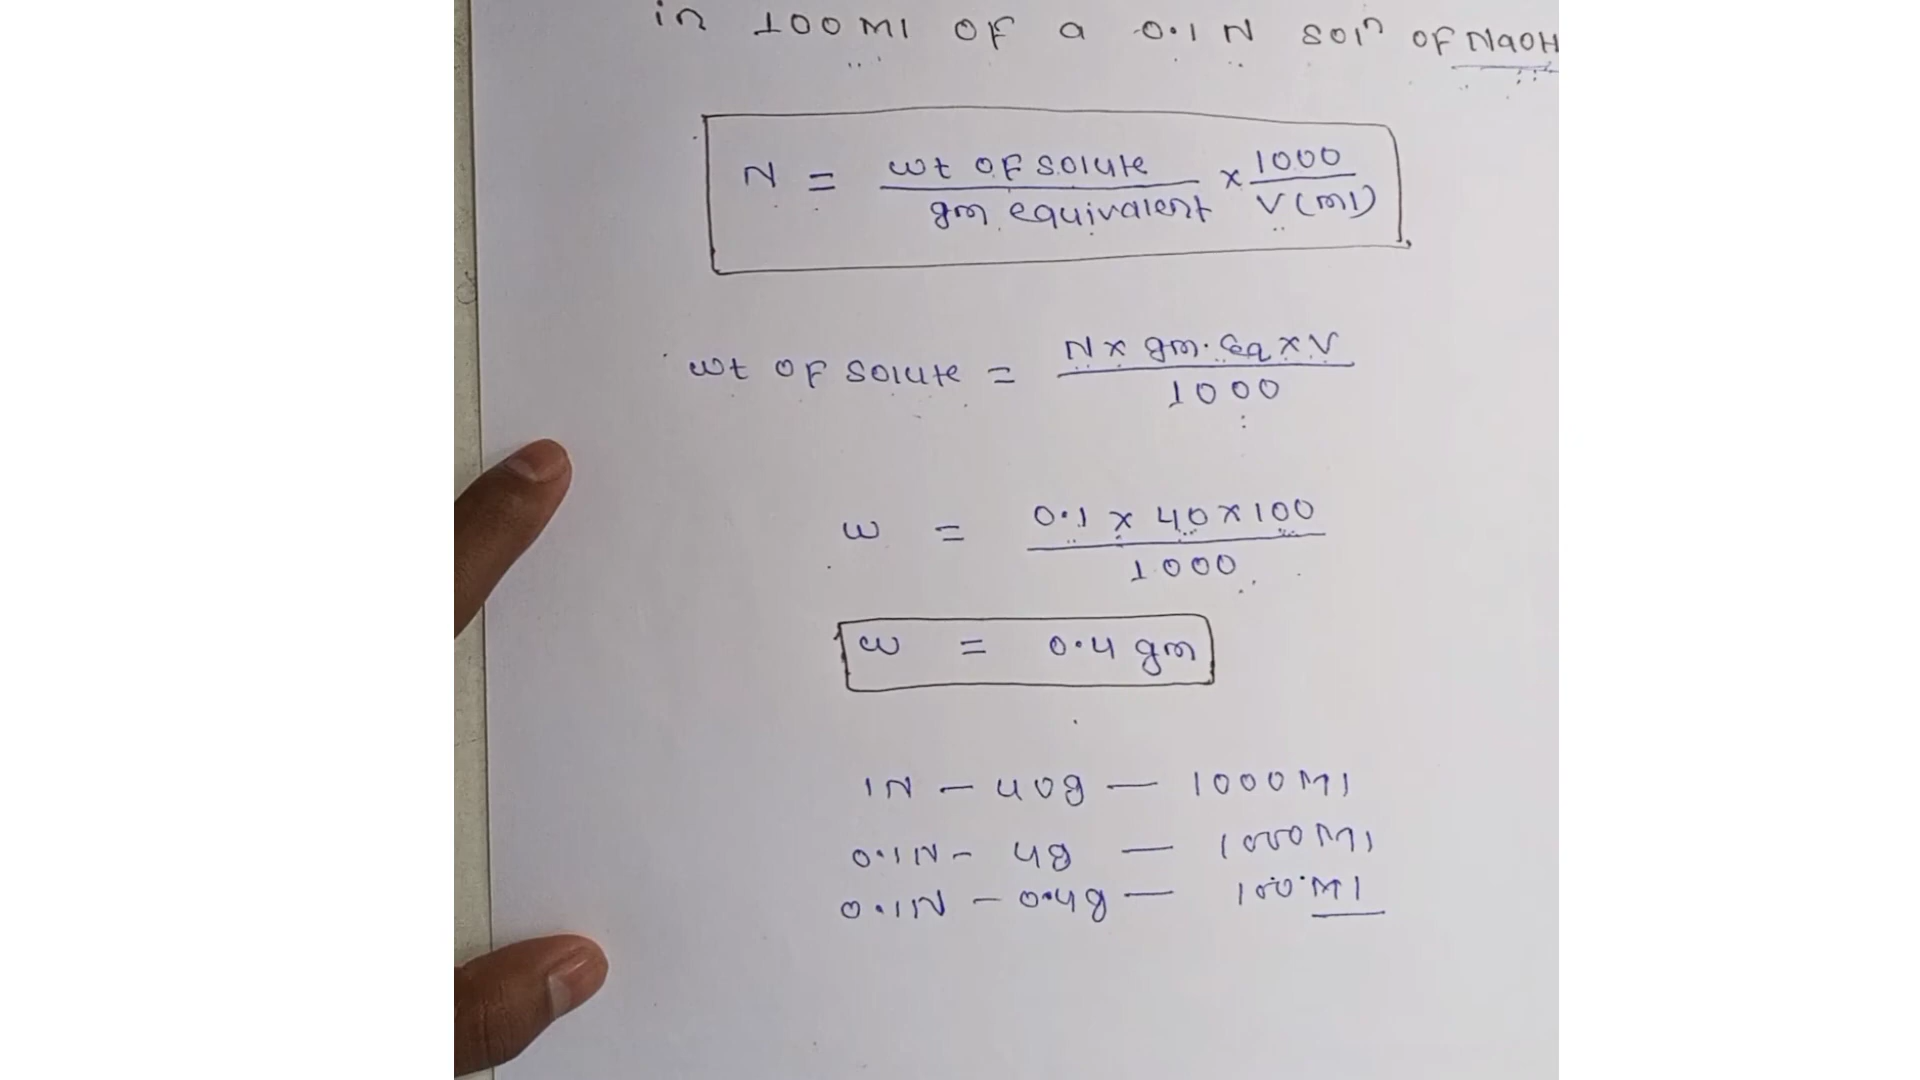 in 100Ml of a 0.1N solⁿ of NaOH
N = wt of solute / gm equivalent × 1000 / V(ml)
wt of solute = N× gm.Eq×V / 1000
w = 0.1 × 40×100 / 1000
w = 0.4 gm
1N – 40g – 1000Ml
0.1N – 4g – 1000Ml
0.1N – 0.4g – 100.Ml